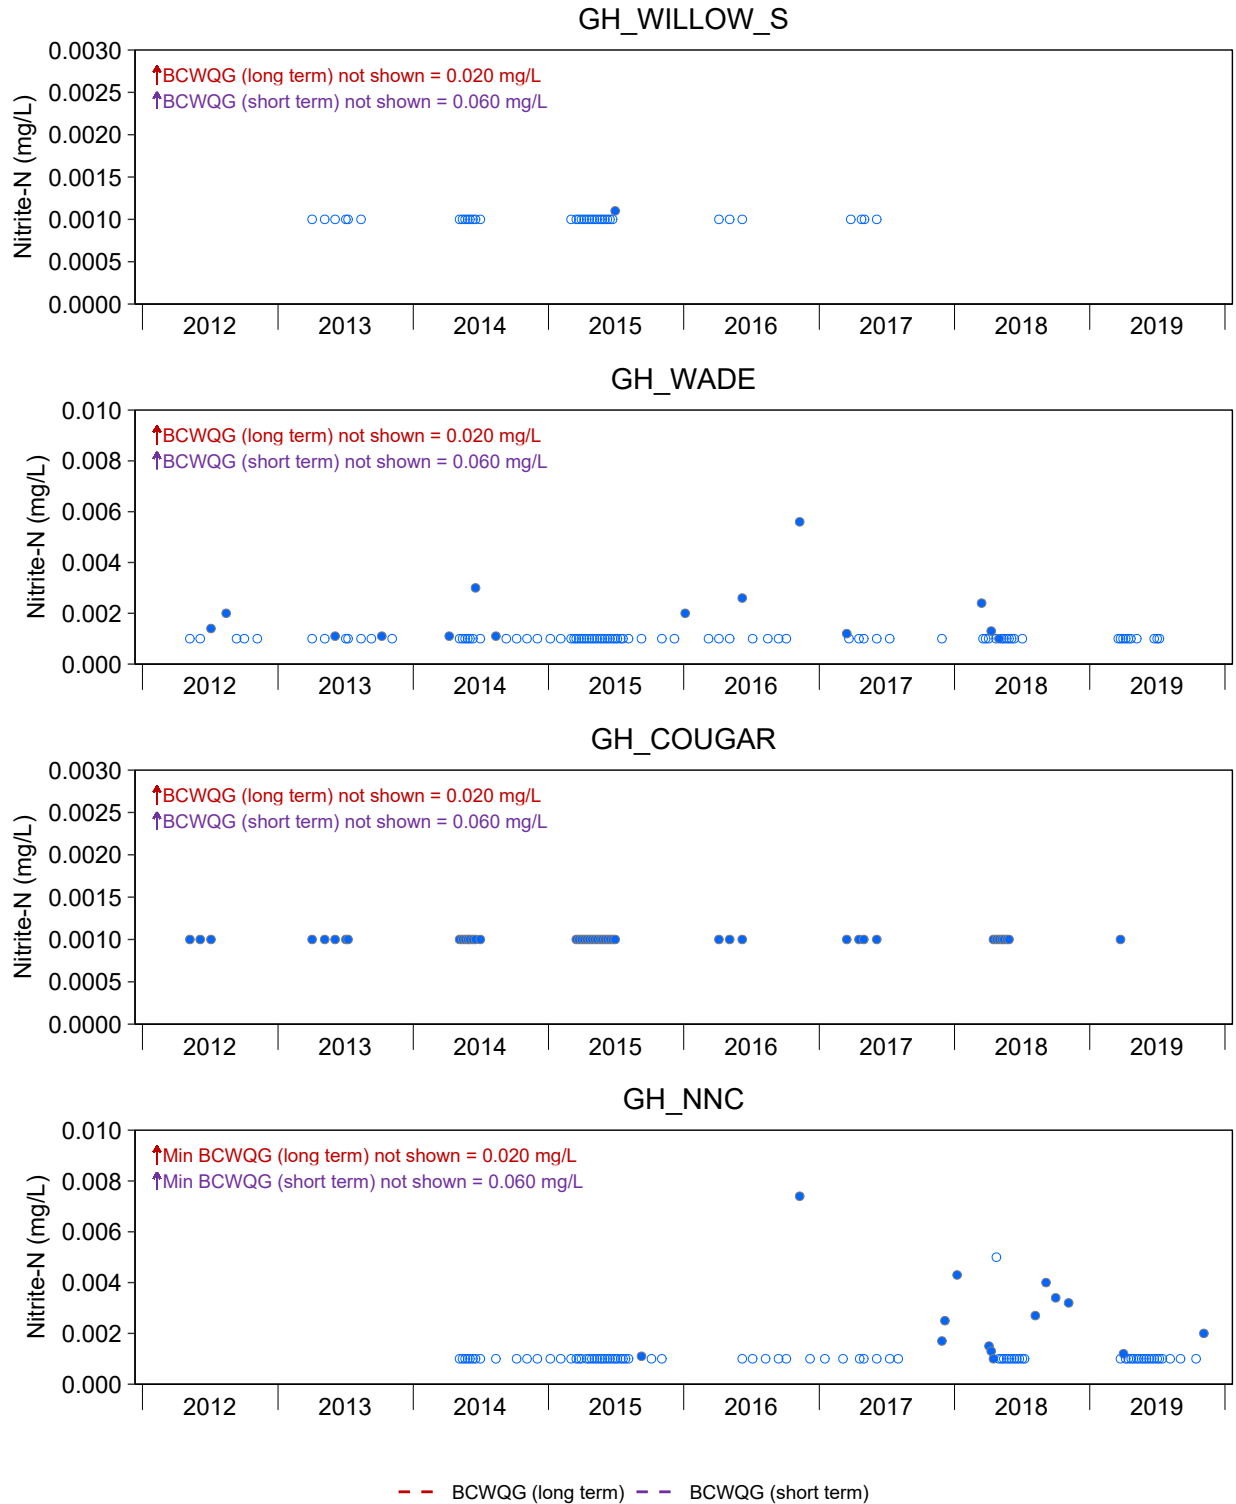 GH_WILLOW_S
0.0030
0.0025
0.0020
0.0015
0.0010
0.0005
0.0000
Nitrite-N (mg/L)
BCWQG (long term) not shown = 0.020 mg/L
BCWQG (short term) not shown = 0.060 mg/L
2012 2013 2014 2015 2016 2017 2018 2019
GH_WADE
0.010
0.008
0.006
0.004
0.002
0.000
Nitrite-N (mg/L)
BCWQG (long term) not shown = 0.020 mg/L
BCWQG (short term) not shown = 0.060 mg/L
2012 2013 2014 2015 2016 2017 2018 2019
GH_COUGAR
0.0030
0.0025
0.0020
0.0015
0.0010
0.0005
0.0000
Nitrite-N (mg/L)
BCWQG (long term) not shown = 0.020 mg/L
BCWQG (short term) not shown = 0.060 mg/L
2012 2013 2014 2015 2016 2017 2018 2019
GH_NNC
0.010
0.008
0.006
0.004
0.002
0.000
Nitrite-N (mg/L)
Min BCWQG (long term) not shown = 0.020 mg/L
Min BCWQG (short term) not shown = 0.060 mg/L
2012 2013 2014 2015 2016 2017 2018 2019
BCWQG (long term) BCWQG (short term)